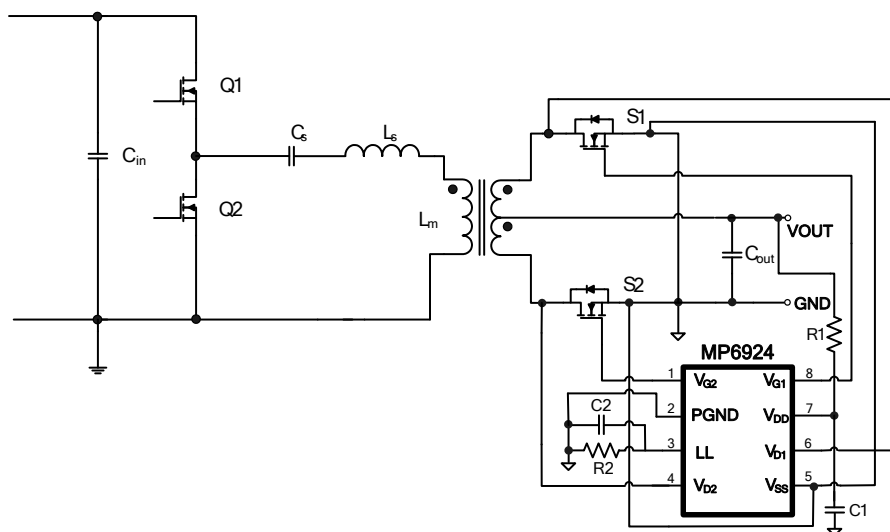 Q1
S1
Cs
Ls
Cin
Q2
Lm
VOUT
Cout
S2
GND
R1
MP6924
1 VG2 VG1 8
C2
2 PGND VDD 7
3 LL VD1 6
R2
4 VD2 VSS 5
C1